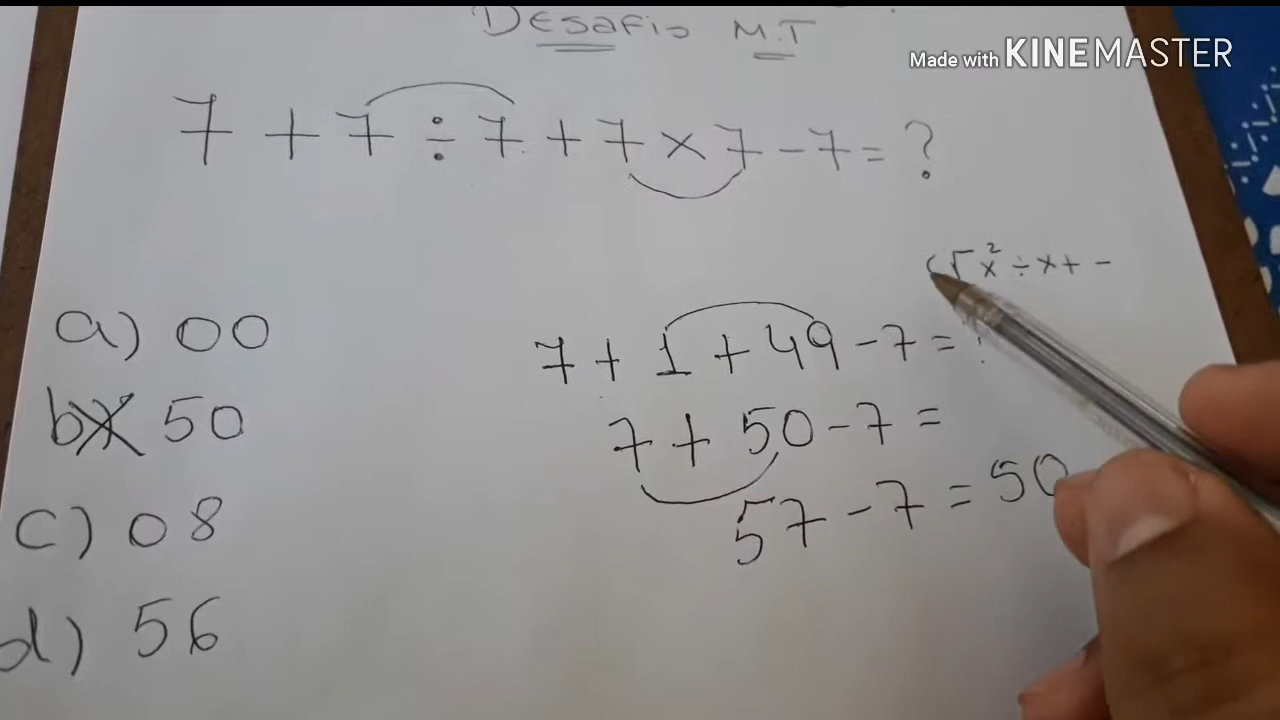 Desafio M.T
Made with KINEMASTER
7 + 7 ÷ 7 + 7 × 7 - 7 = ?
√ x² ÷ × + -
a) 00
7 + 1 + 49 - 7 = ?
b) 50
7 + 50 - 7 =
57 - 7 = 50
c) 08
d) 56